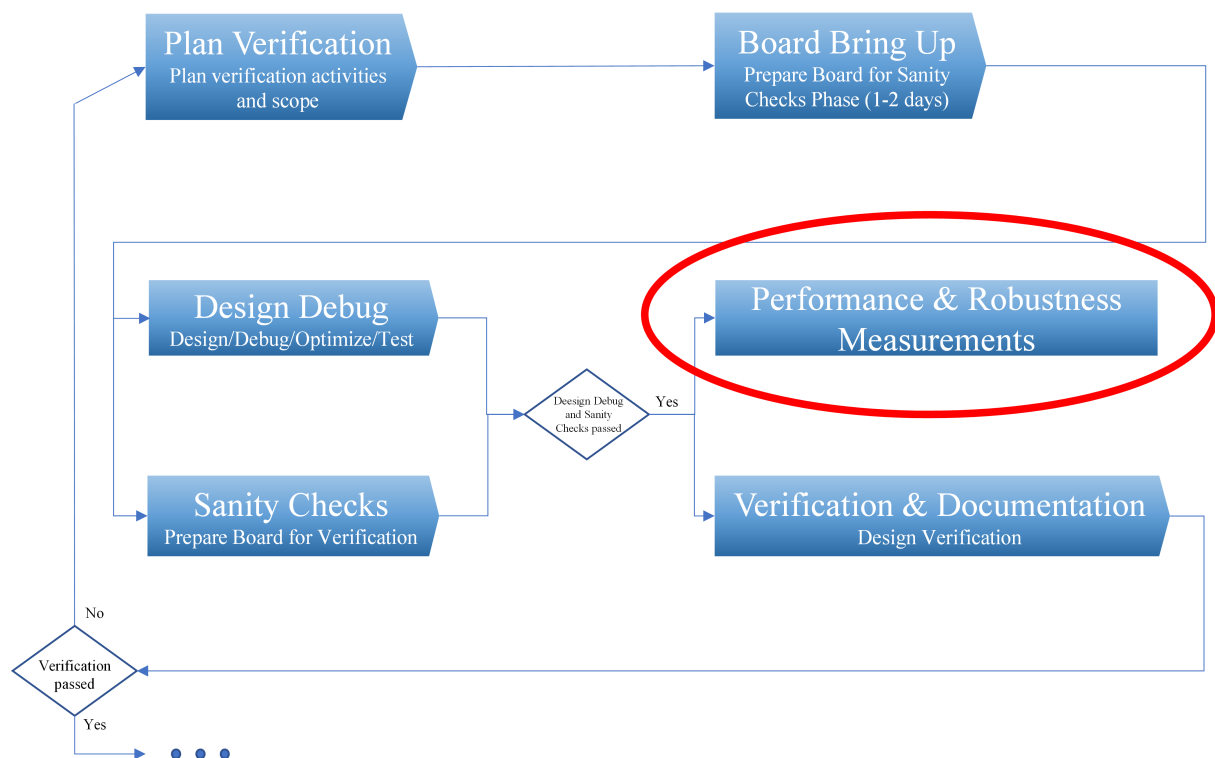 Plan Verification
Plan verification activities
and scope
Board Bring Up
Prepare Board for Sanity
Checks Phase (1-2 days)
Design Debug
Design/Debug/Optimize/Test
Performance & Robustness
Measurements
Deesign Debug
and Sanity
Checks passed
Yes
Sanity Checks
Prepare Board for Verification
Verification & Documentation
Design Verification
No
Verification
passed
Yes